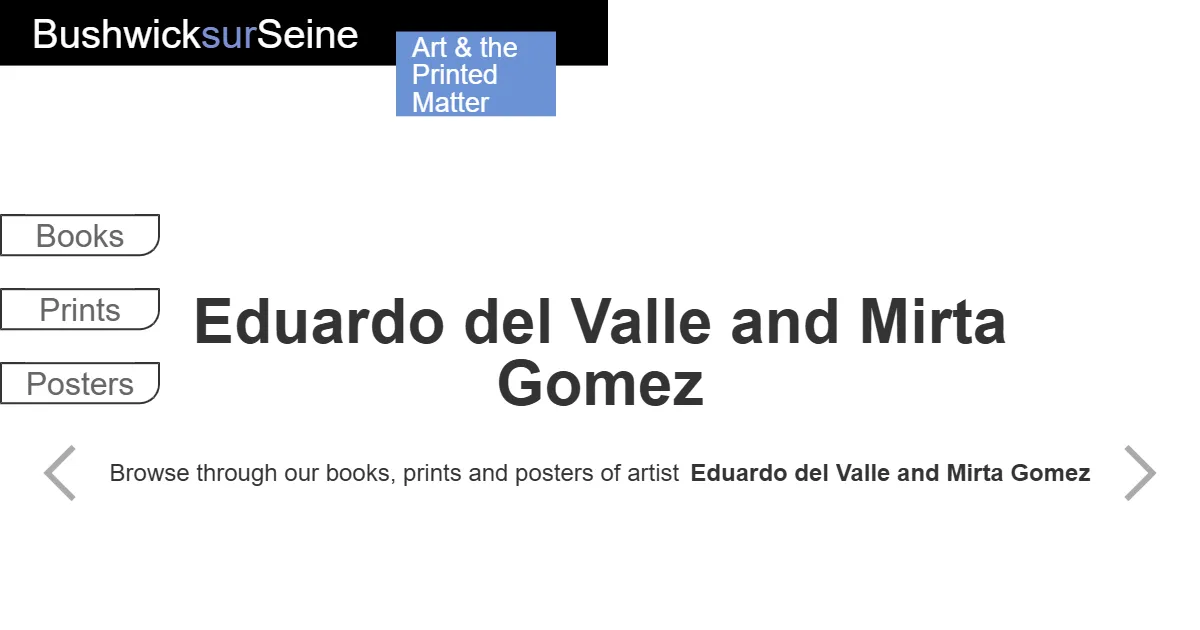 BushwicksurSeine
Art & the
Printed
Matter
Books
Prints
Posters
Eduardo del Valle and Mirta
Gomez
Browse through our books, prints and posters of artist Eduardo del Valle and Mirta Gomez